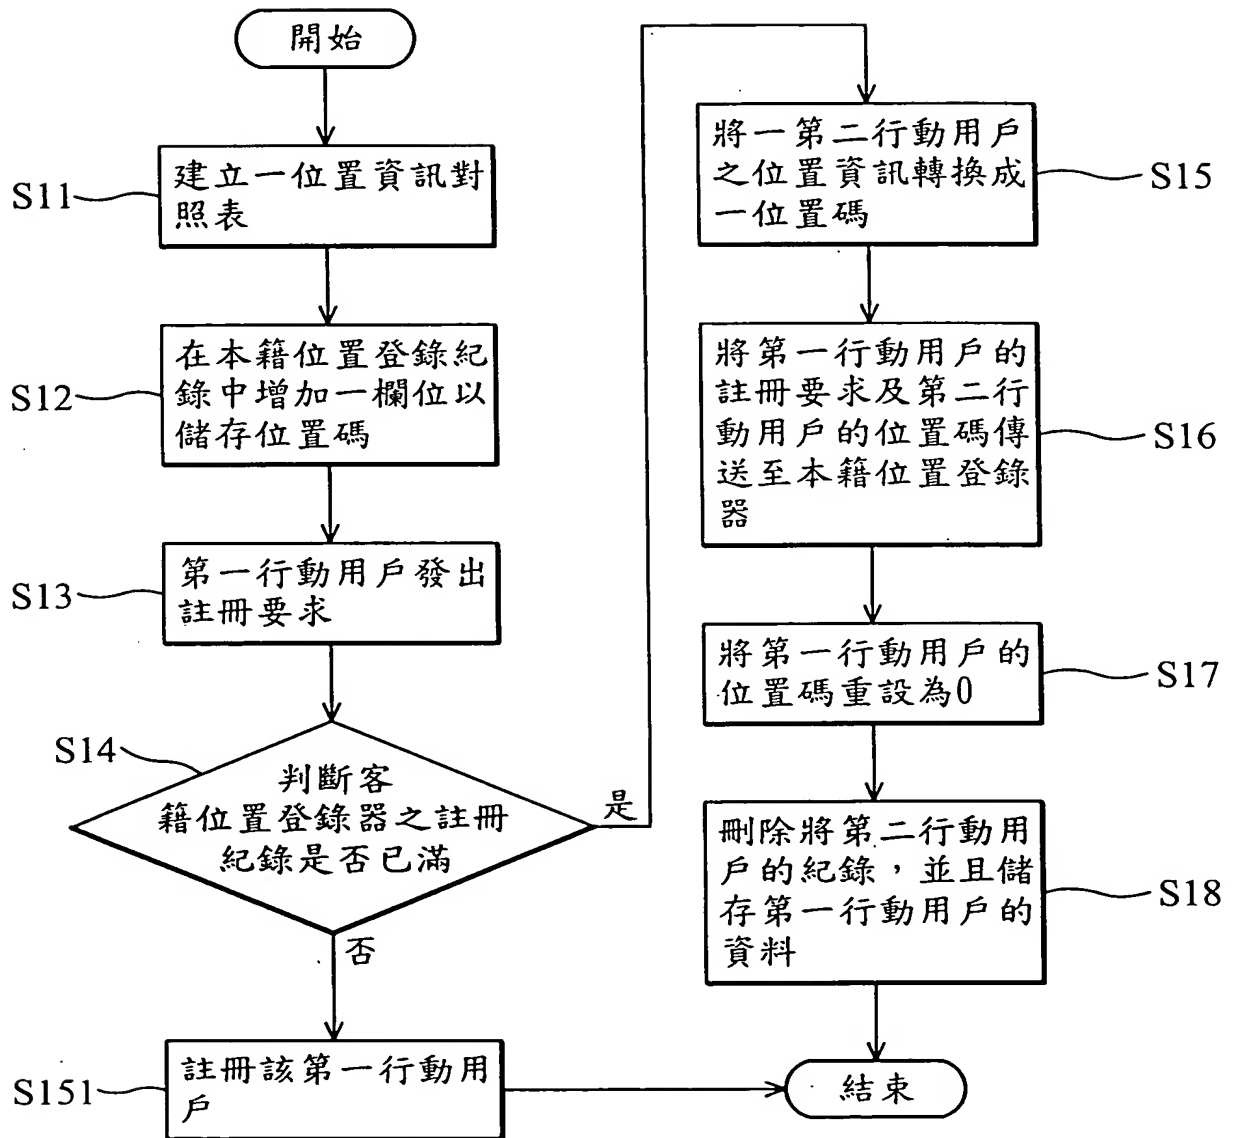 開始
S11
建立一位置資訊對
照表
S12
在本籍位置登錄紀
錄中增加一欄位以
儲存位置碼
S13
第一行動用戶發出
註冊要求
S14
判斷客
籍位置登錄器之註冊
紀錄是否已滿
是
否
S151
註冊該第一行動用
戶
將一第二行動用戶
之位置資訊轉換成
一位置碼
S15
將第一行動用戶的
註冊要求及第二行
動用戶的位置碼傳
送至本籍位置登錄
器
S16
將第一行動用戶的
位置碼重設為0
S17
刪除將第二行動用
戶的紀錄，並且儲
存第一行動用戶的
資料
S18
結束